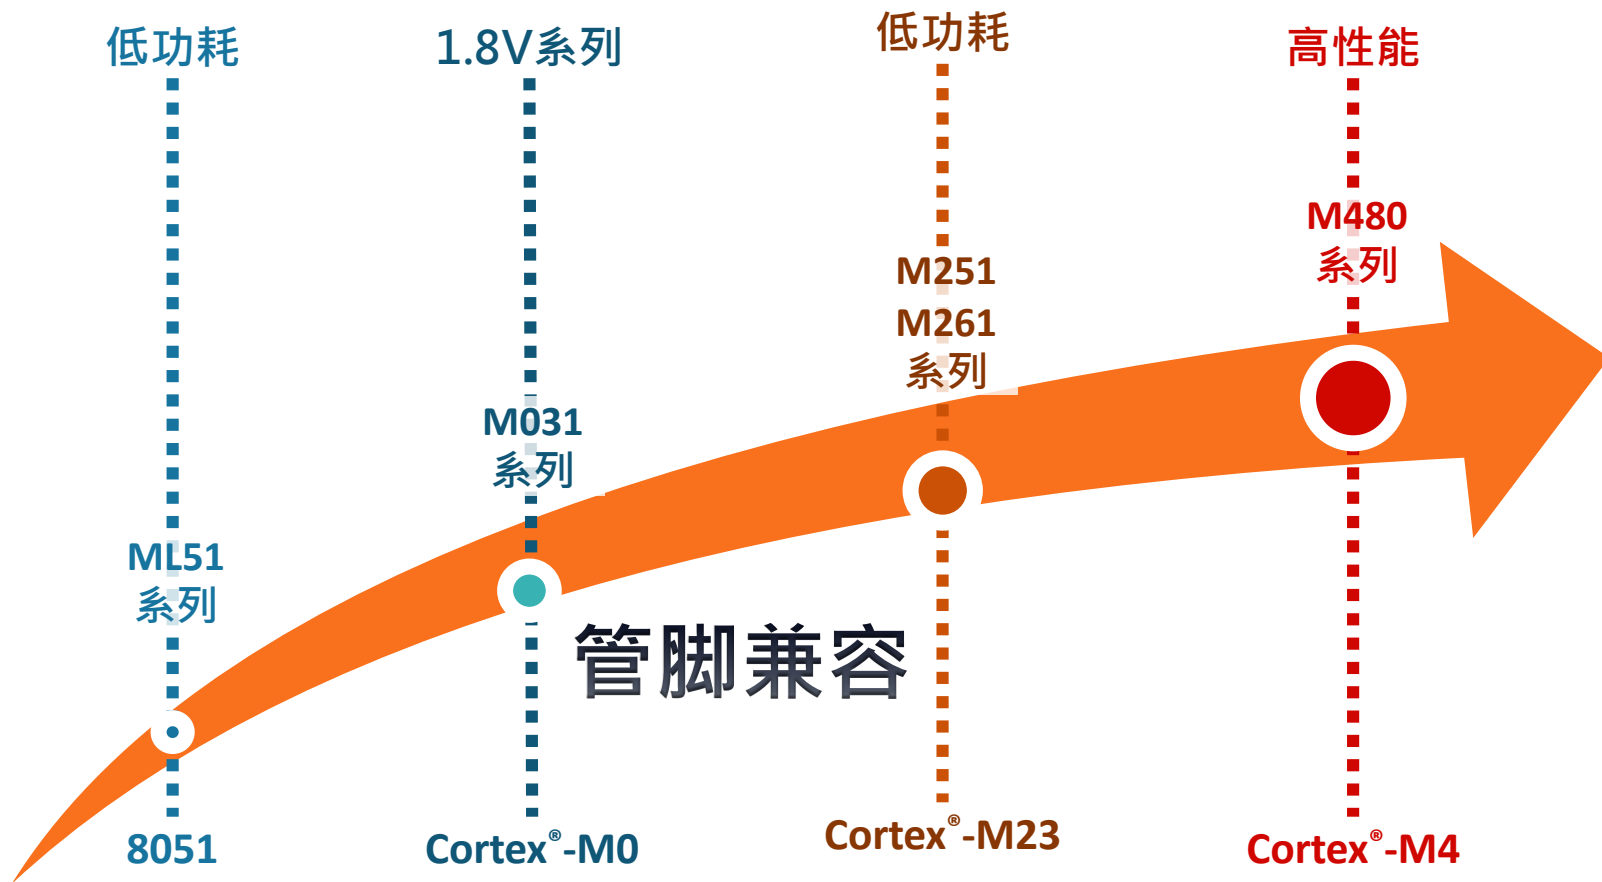 低功耗
1.8V系列
低功耗
高性能
M480
系列
M251
M261
系列
M031
系列
ML51
系列
管脚兼容
8051
Cortex®-M0
Cortex®-M23
Cortex®-M4